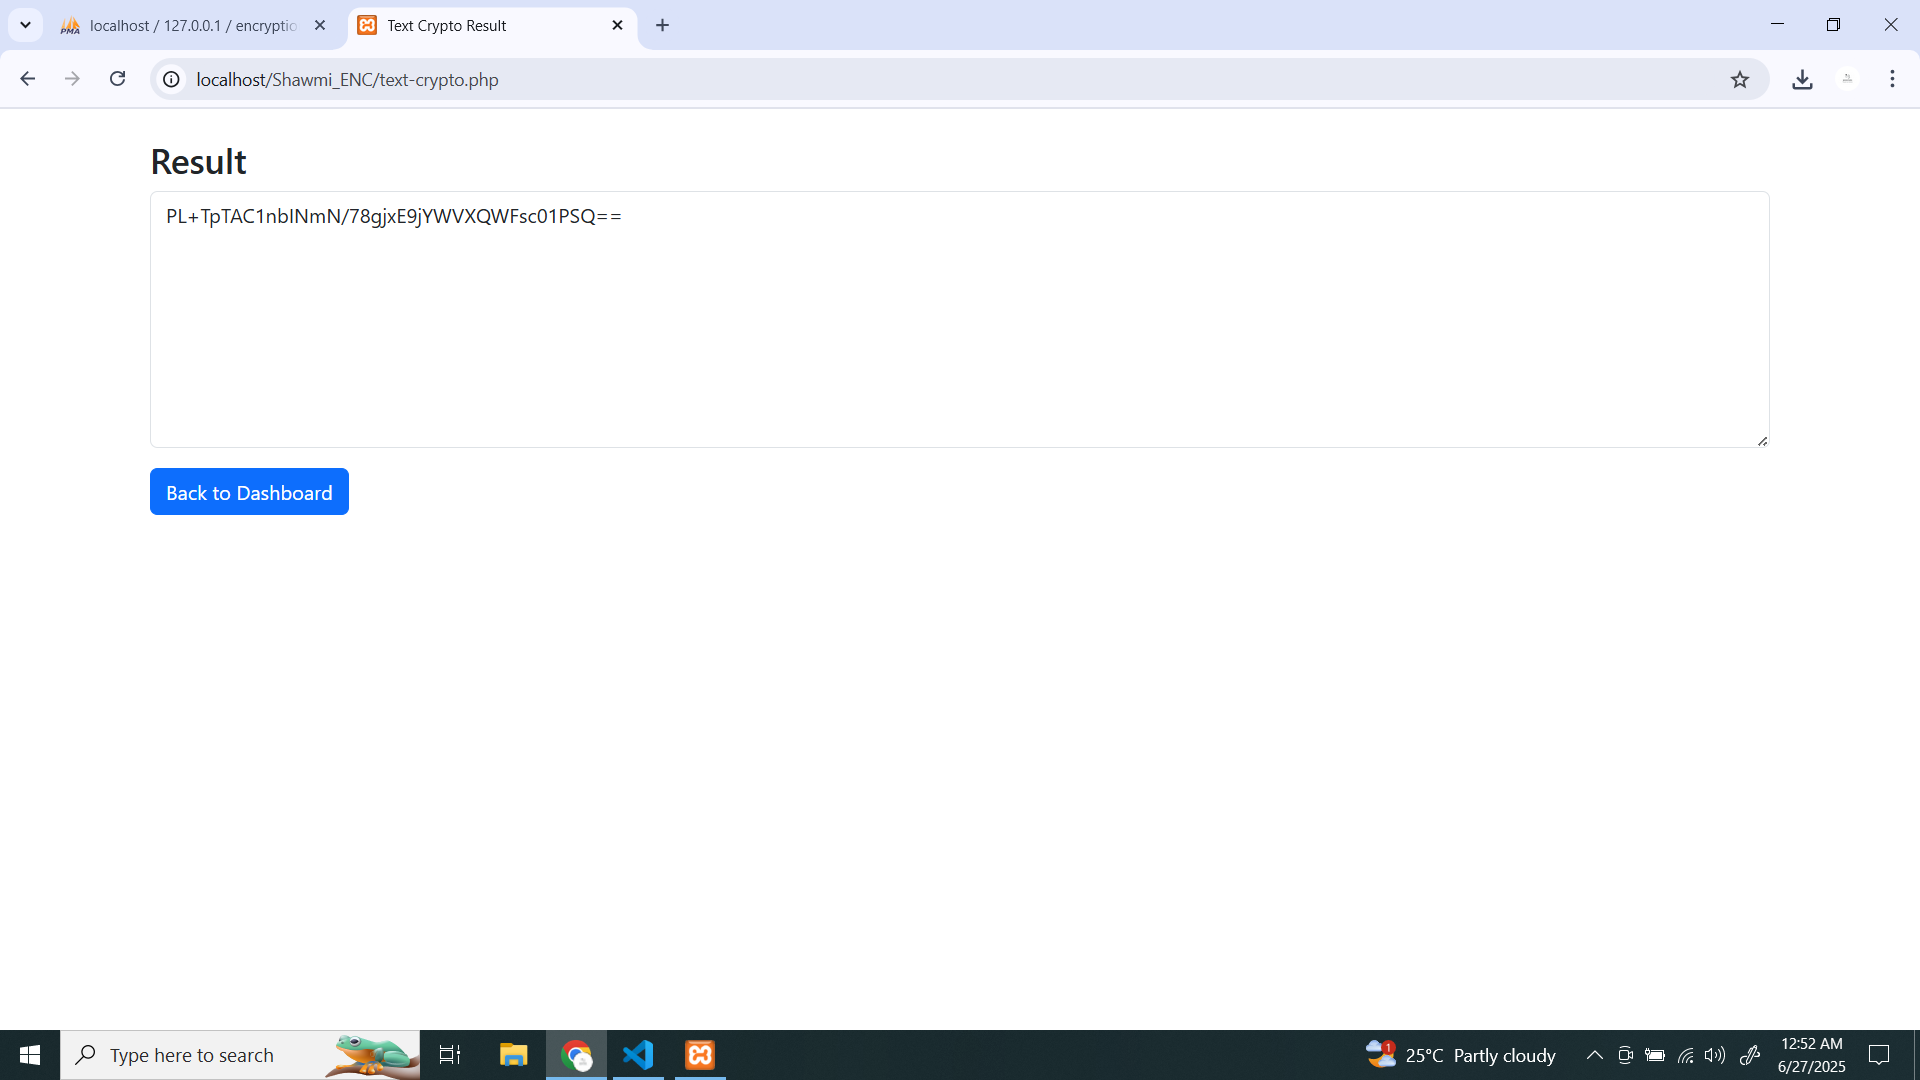 localhost / 127.0.0.1 / encryptio
Text Crypto Result
localhost/Shawmi_ENC/text-crypto.php
Result
PL+TpTAC1nbINmN/78gjxE9jYWVXQWFsc01PSQ==
Back to Dashboard
Type here to search
1
25°C Partly cloudy
12:52 AM
6/27/2025